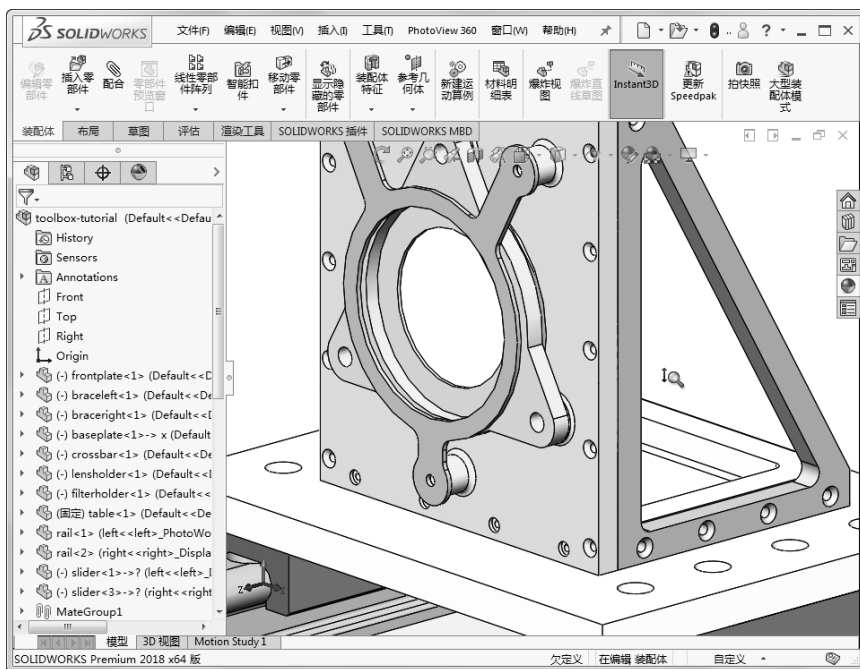 SOLIDWORKS 文件(F) 编辑(E) 视图(V) 插入(I) 工具(T) PhotoView 360 窗口(W) 帮助(H) ?
编辑零部件 插入零部件 配合 零部件预览窗口 线性零部件阵列 智能扣件 移动零部件 显示隐藏的零部件 装配体特征 参考几何体 新建运动算例 材料明细表 爆炸视图 爆炸直线草图 Instant3D 更新 Speedpak 拍快照 大型装配体模式
装配体 布局 草图 评估 渲染工具 SOLIDWORKS 插件 SOLIDWORKS MBD
toolbox-tutorial (Default<<Defau
History
Sensors
Annotations
Front
Top
Right
Origin
(-) frontplate<1> (Default<<D
(-) braceleft<1> (Default<<De
(-) braceright<1> (Default<<D
(-) baseplate<1>-> x (Default
(-) crossbar<1> (Default<<De
(-) lensholder<1> (Default<<D
(-) filterholder<1> (Default<<
(固定) table<1> (Default<<De
rail<1> (left<<left>_PhotoWo
rail<2> (right<<right>_Displa
(-) slider<1>->? (left<<left>_D
(-) slider<3>->? (right<<right
MateGroup1
Z
模型 3D 视图 Motion Study 1
SOLIDWORKS Premium 2018 x64 版 欠定义 在编辑 装配体 自定义